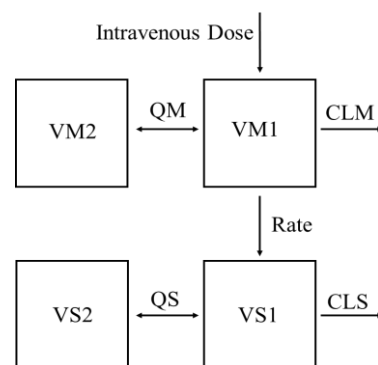 Intravenous Dose
VM2
QM
VM1
CLM
Rate
VS2
QS
VS1
CLS